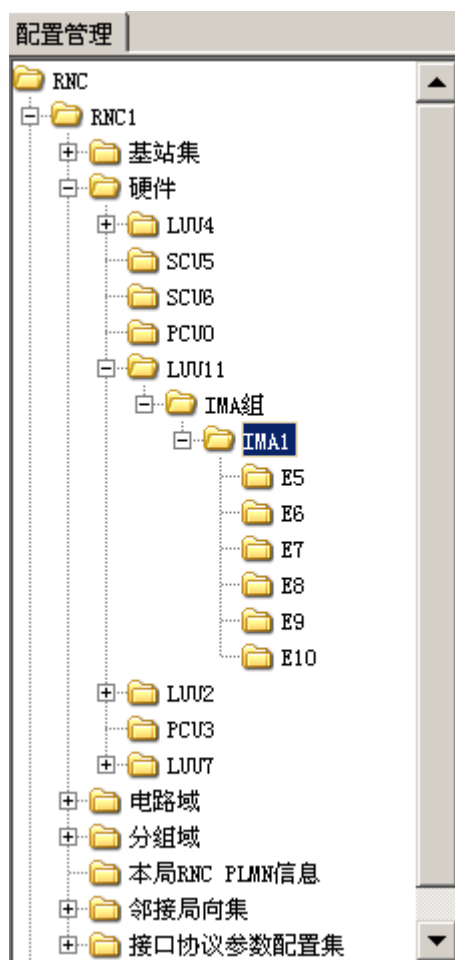 配置管理
RNC
RNC1
基站集
硬件
LUU4
SCU5
SCU6
PCU0
LUU11
IMA组
IMA1
E5
E6
E7
E8
E9
E10
LUU2
PCU3
LUU7
电路域
分组域
本局RNC PLMN信息
邻接局向集
接口协议参数配置集